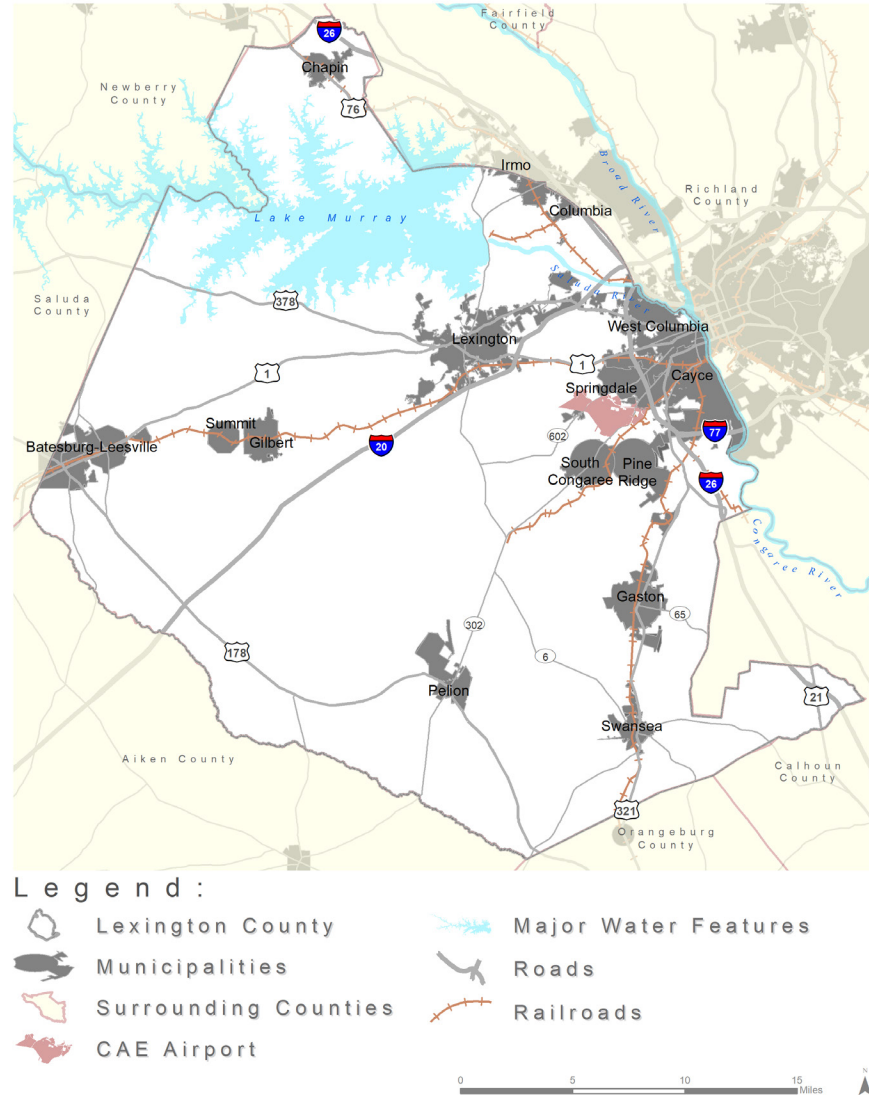 Fairfield
County
26
Chapin
Newberry
County
76
Irmo
Broad River
Richland
County
Columbia
Lake Murray
Saluda River
Saluda
County
378
West Columbia
Lexington
1
1
Cayce
Springdale
Summit
Gilbert
Batesburg-Leesville
602
77
20
South
Congaree
Pine
Ridge
26
Congaree River
Gaston
65
302
178
6
Pelion
21
Swansea
Aiken County
Calhoun
County
321
Orangeburg
County
Legend:
Lexington County
Major Water Features
Municipalities
Roads
Surrounding Counties
Railroads
CAE Airport
N
0 5 10 15
Miles